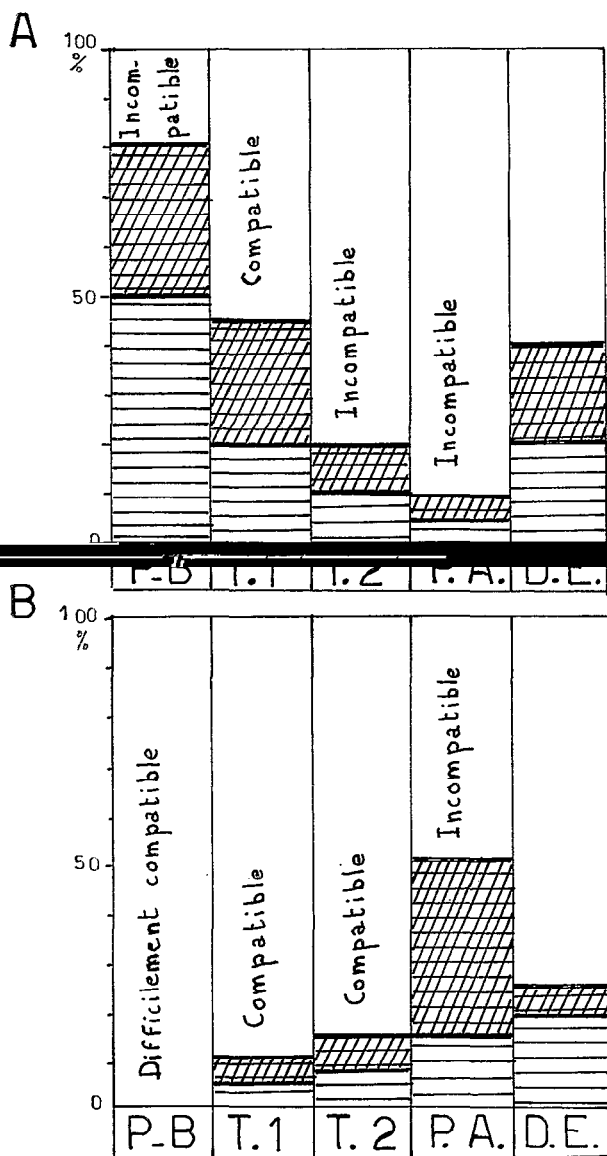 A
100
%
Incom-
patible
Compatible
Incompatible
Incompatible
50
0
P-B T.1 T.2 P.A. D.E.
B
100
%
Difficilement compatible
Compatible
Compatible
Incompatible
50
0
P-B T.1 T.2 P.A. D.E.